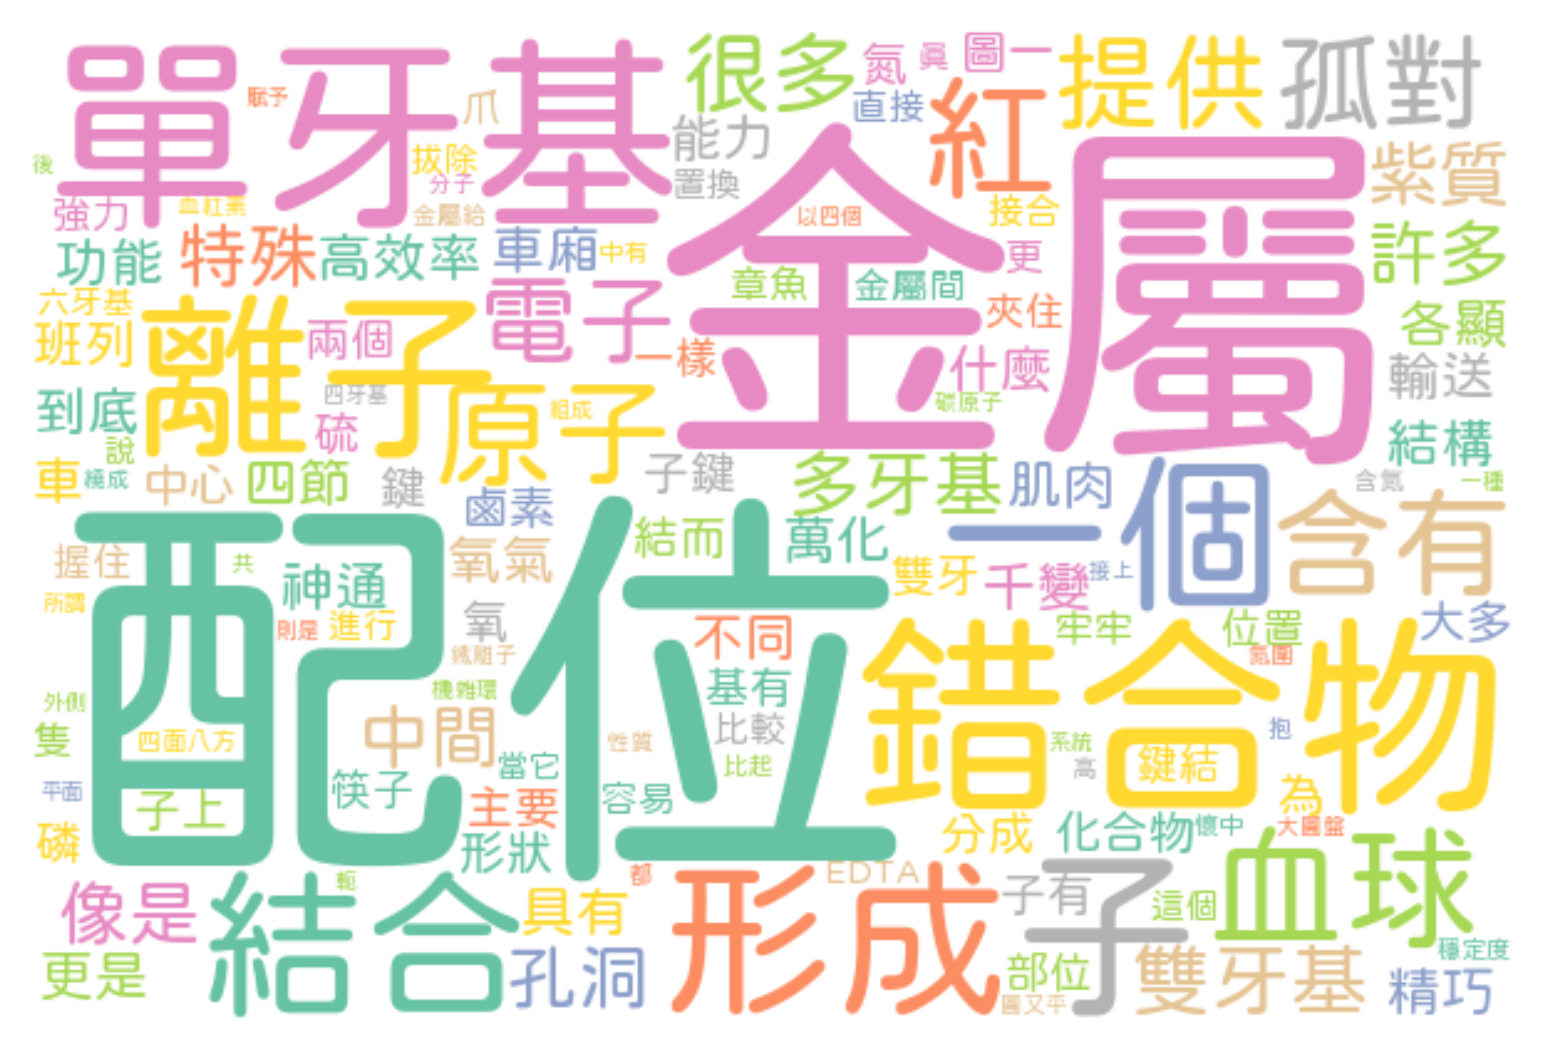 單牙基
很多
氮
眞
圖一
提供
孤對
賦予
爪
直接
紅
能力
拔除
分子
置換
紫質
後
強力
血紅素
金屬給
金屬
以四個
接合
功能
特殊
高效率
車廂
中有
更
許多
章魚
金屬間
六牙基
班列
離子
兩個
電子
一樣
夾住
各顯
什麼
輸送
到底
四牙基
原子
組成
碳原子
硫
結構
說
車
繞成
中心
四節
鍵
子鍵
多牙基
肌肉
含氮
一種
鹵素
一個
含有
配位
結而
萬化
握住
共
神通
氧氣
雙牙
千變
接上
所謂
則是
進行
氧
不同
錯合物
牢牢
位置
大多
鐵離子
氮圍
外側
機雜環
基有
隻
四面八方
中間
性質
比較
系統
抱
當它
比起
高
鍵結
平面
筷子
容易
為
子上
主要
磷
形狀
分成
化合物
懷中
大圓盤
血球
軛
都
EDTA
像是
結合
具有
形成
子有
子
這個
更是
孔洞
部位
雙牙基
穩定度
精巧
圓又平